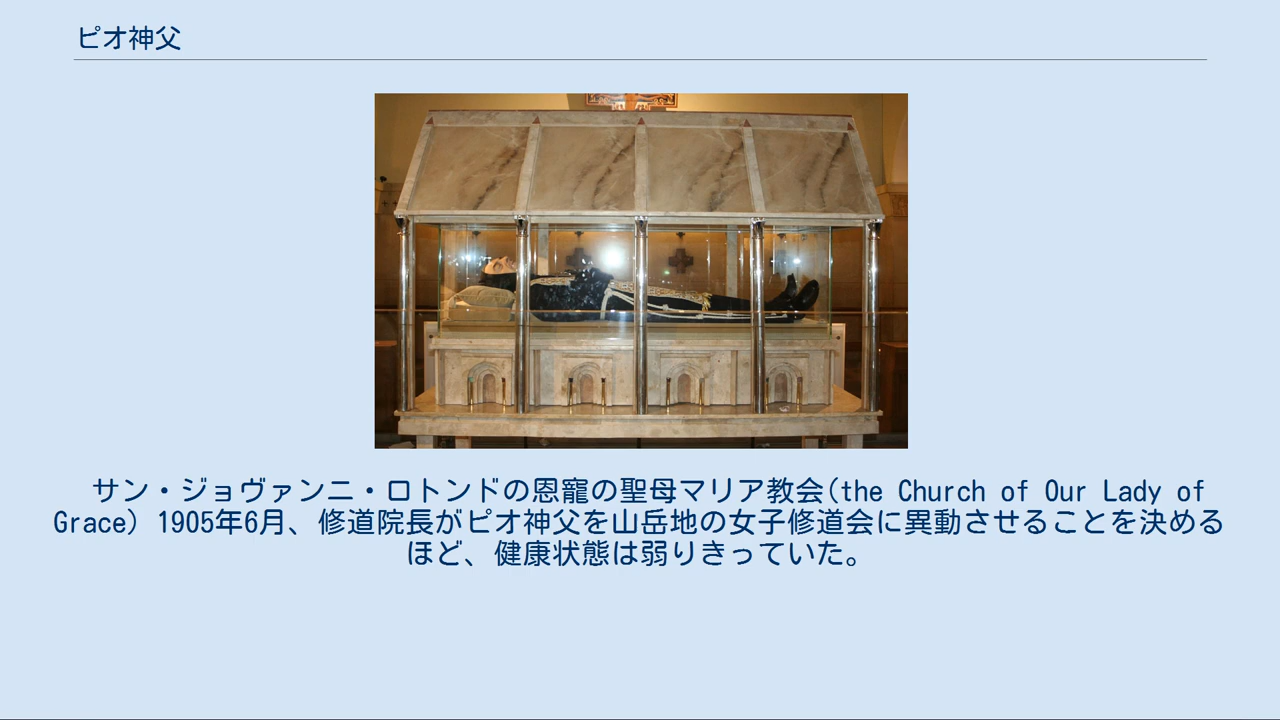 ピオ神父
サン・ジョヴァンニ・ロトンドの恩寵の聖母マリア教会(the Church of Our Lady of
Grace) 1905年6月、修道院長がピオ神父を山岳地の女子修道会に異動させることを決める
ほど、健康状態は弱りきっていた。